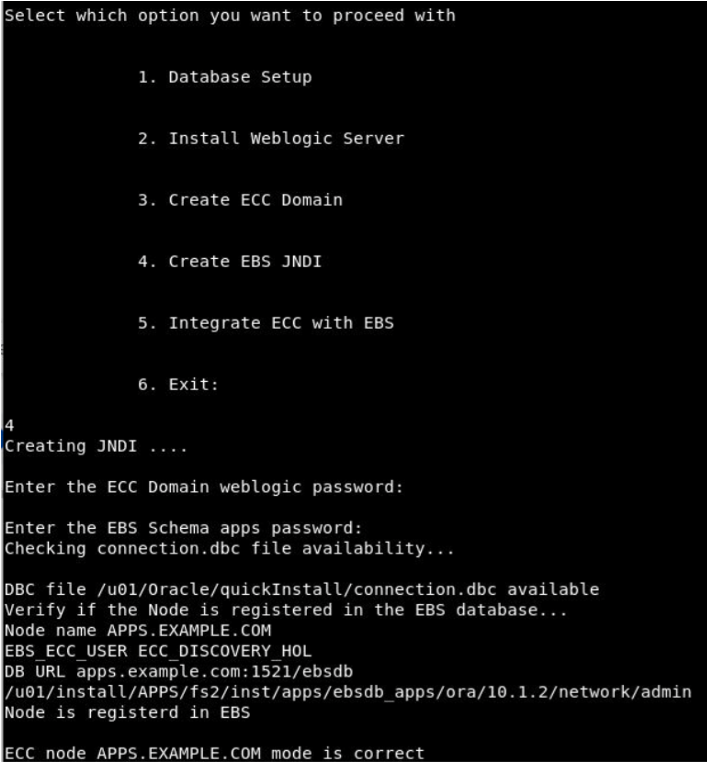 Select which option you want to proceed with
1. Database Setup
2. Install Weblogic Server
3. Create ECC Domain
4. Create EBS JNDI
5. Integrate ECC with EBS
6. Exit:
4
Creating JNDI ....
Enter the ECC Domain weblogic password:
Enter the EBS Schema apps password:
Checking connection.dbc file availability...
DBC file /u01/Oracle/quickInstall/connection.dbc available
Verify if the Node is registered in the EBS database...
Node name APPS.EXAMPLE.COM
EBS_ECC_USER ECC_DISCOVERY_HOL
DB URL apps.example.com:1521/ebsdb
/u01/install/APPS/fs2/inst/apps/ebsdb_apps/ora/10.1.2/network/admin
Node is registerd in EBS
ECC node APPS.EXAMPLE.COM mode is correct